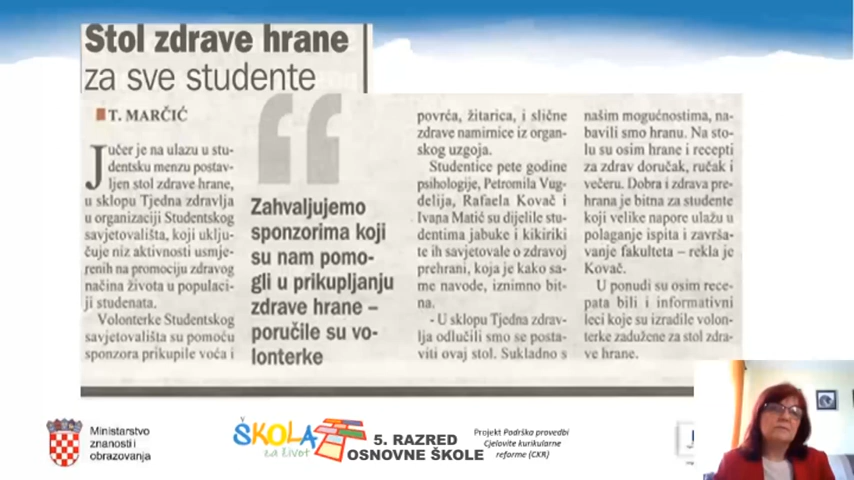 Stol zdrave hrane
za sve studente
T. MARČIĆ
Jučer je na ulazu u stu-
dentsku menzu postav-
ljen stol zdrave hrane,
u sklopu Tjedna zdravlja
u organizaciji Studentskog
savjetovališta, koji uklju-
čuje niz aktivnosti usmje-
renih na promociju zdravog
načina života u populaci-
ji studenata.
Volonterke Studentskog
savjetovališta su pomoću
sponzora prikupile voća i
Zahvaljujemo
sponzorima koji
su nam pomo-
gli u prikupljanju
zdrave hrane –
poručile su vo-
lonterke
povrća, žitarica, i slične
zdrave namirnice iz organ-
skog uzgoja.
Studentice pete godine
psihologije, Petromila Vug-
delija, Rafaela Kovač i
Ivana Matić su dijelile stu-
dentima jabuke i kikiriki
te ih savjetovale o zdravoj
prehrani, koja je kako sa-
me navode, iznimno bit-
na.
- U sklopu Tjedna zdrav-
lja odlučili smo se posta-
viti ovaj stol. Sukladno s
našim mogućnostima, na-
bavili smo hranu. Na sto-
lu su osim hrane i recepti
za zdrav doručak, ručak i
večeru. Dobra i zdrava pre-
hrana je bitna za studente
koji velike napore ulažu u
polaganje ispita i završa-
vanje fakulteta – rekla je
Kovač.
U ponudi su osim rece-
pata bili i informativni
leci koje su izradile volon-
terke zadužene za stol zdra-
ve hrane.
Ministarstvo
znanosti i
obrazovanja
ŠKOLA
za život
5. RAZRED
OSNOVNE ŠKOLE
Projekt Podrška provedbi
Cjelovite kurikularne
reforme (CKR)